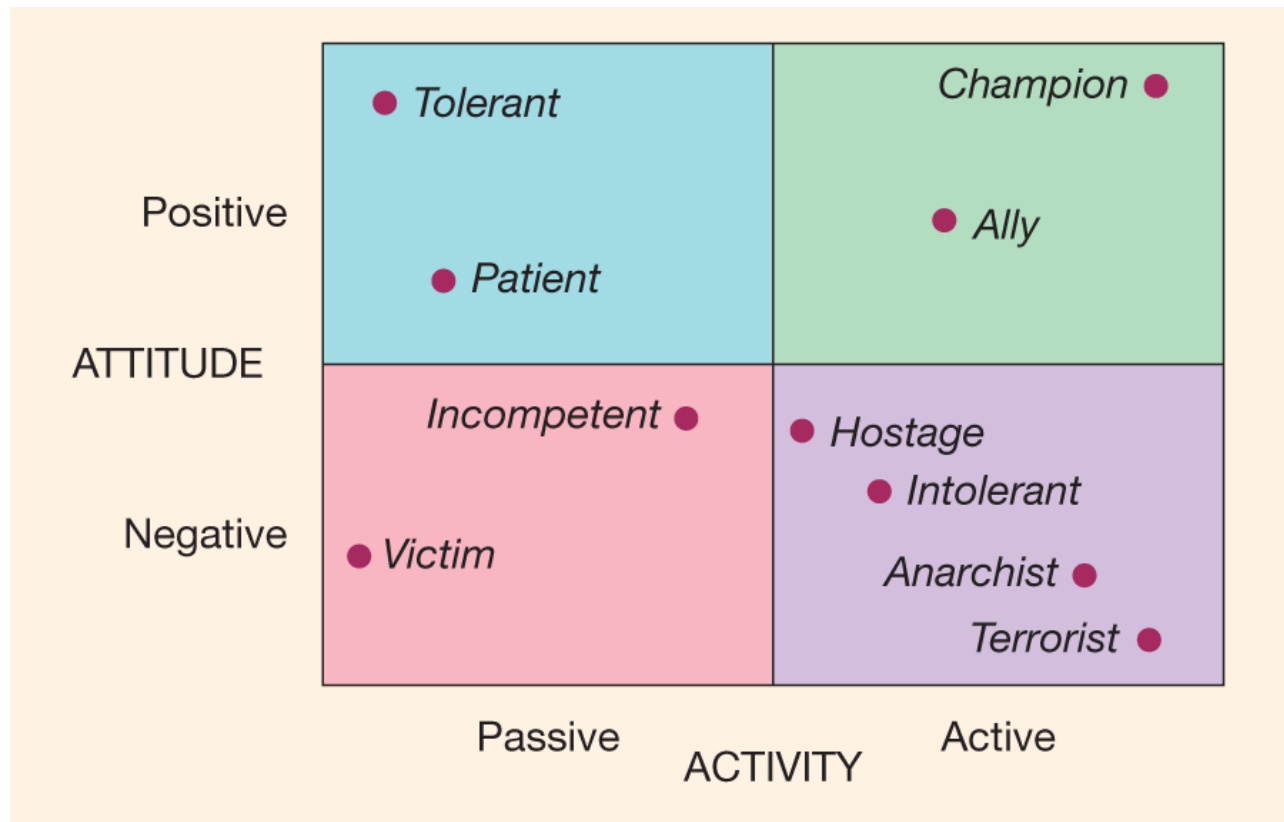 Champion
Tolerant
Positive
Ally
Patient
ATTITUDE
Incompetent
Hostage
Intolerant
Negative
Victim
Anarchist
Terrorist
Passive
Active
ACTIVITY